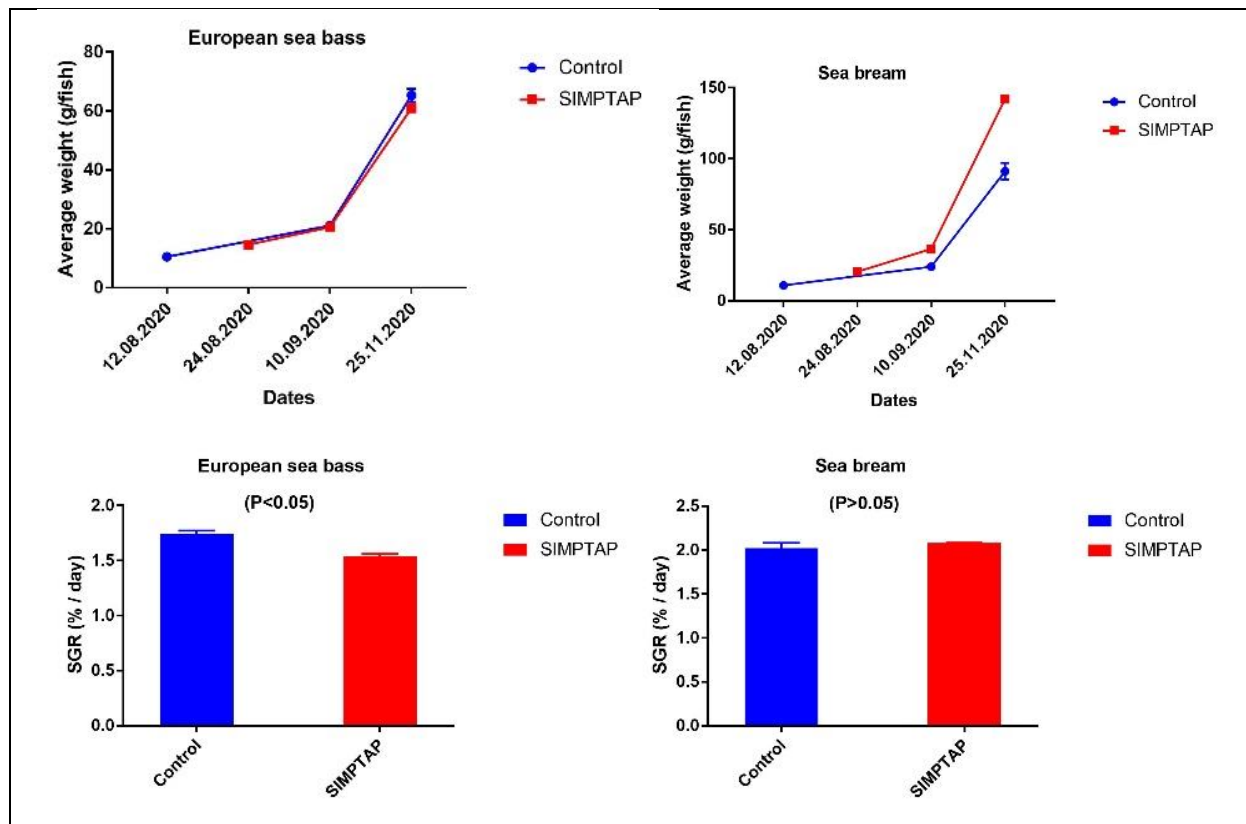 European sea bass
Average weight (g/fish)
80
60
40
20
0
12.08.2020
24.08.2020
10.09.2020
25.11.2020
Dates
Control
SIMPTAP
Sea bream
Average weight (g/fish)
150
100
50
0
12.08.2020
24.08.2020
10.09.2020
25.11.2020
Dates
Control
SIMPTAP
European sea bass
(P<0.05)
SGR (% / day)
2.0
1.5
1.0
0.5
0.0
Control
SIMPTAP
Control
SIMPTAP
Sea bream
(P>0.05)
SGR (% / day)
2.5
2.0
1.5
1.0
0.5
0.0
Control
SIMPTAP
Control
SIMPTAP